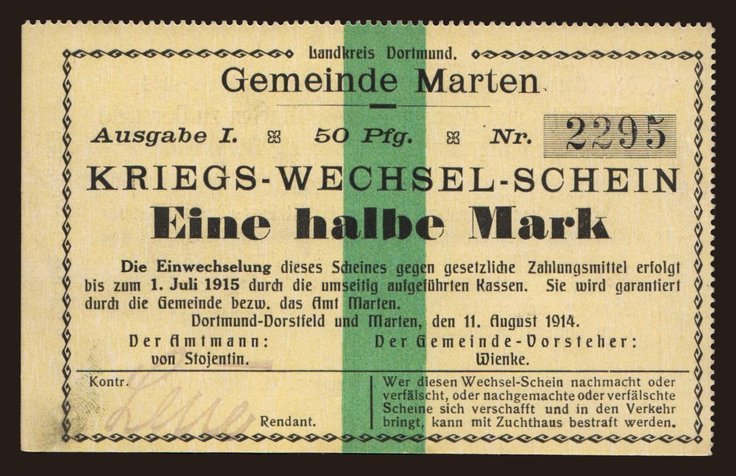 Landkreis Dortmund.
Gemeinde Marten
Ausgabe I. 50 Pfg. Nr. 2295
KRIEGS-WECHSEL-SCHEIN
Eine halbe Mark
Die Einwechselung dieses Scheines gegen gesetzliche Zahlungsmittel erfolgt
bis zum 1. Juli 1915 durch die umseitig aufgeführten Kassen. Sie wird garantiert
durch die Gemeinde bezw. das Amt Marten.
Dortmund-Dorstfeld und Marten, den 11. August 1914.
Der Amtmann: Der Gemeinde-Vorsteher:
von Stojentin. Wienke.
Kontr.
Rendant.
Wer diesen Wechsel-Schein nachmacht oder
verfälscht, oder nachgemachte oder verfälschte
Scheine sich verschafft und in den Verkehr
bringt, kann mit Zuchthaus bestraft werden.